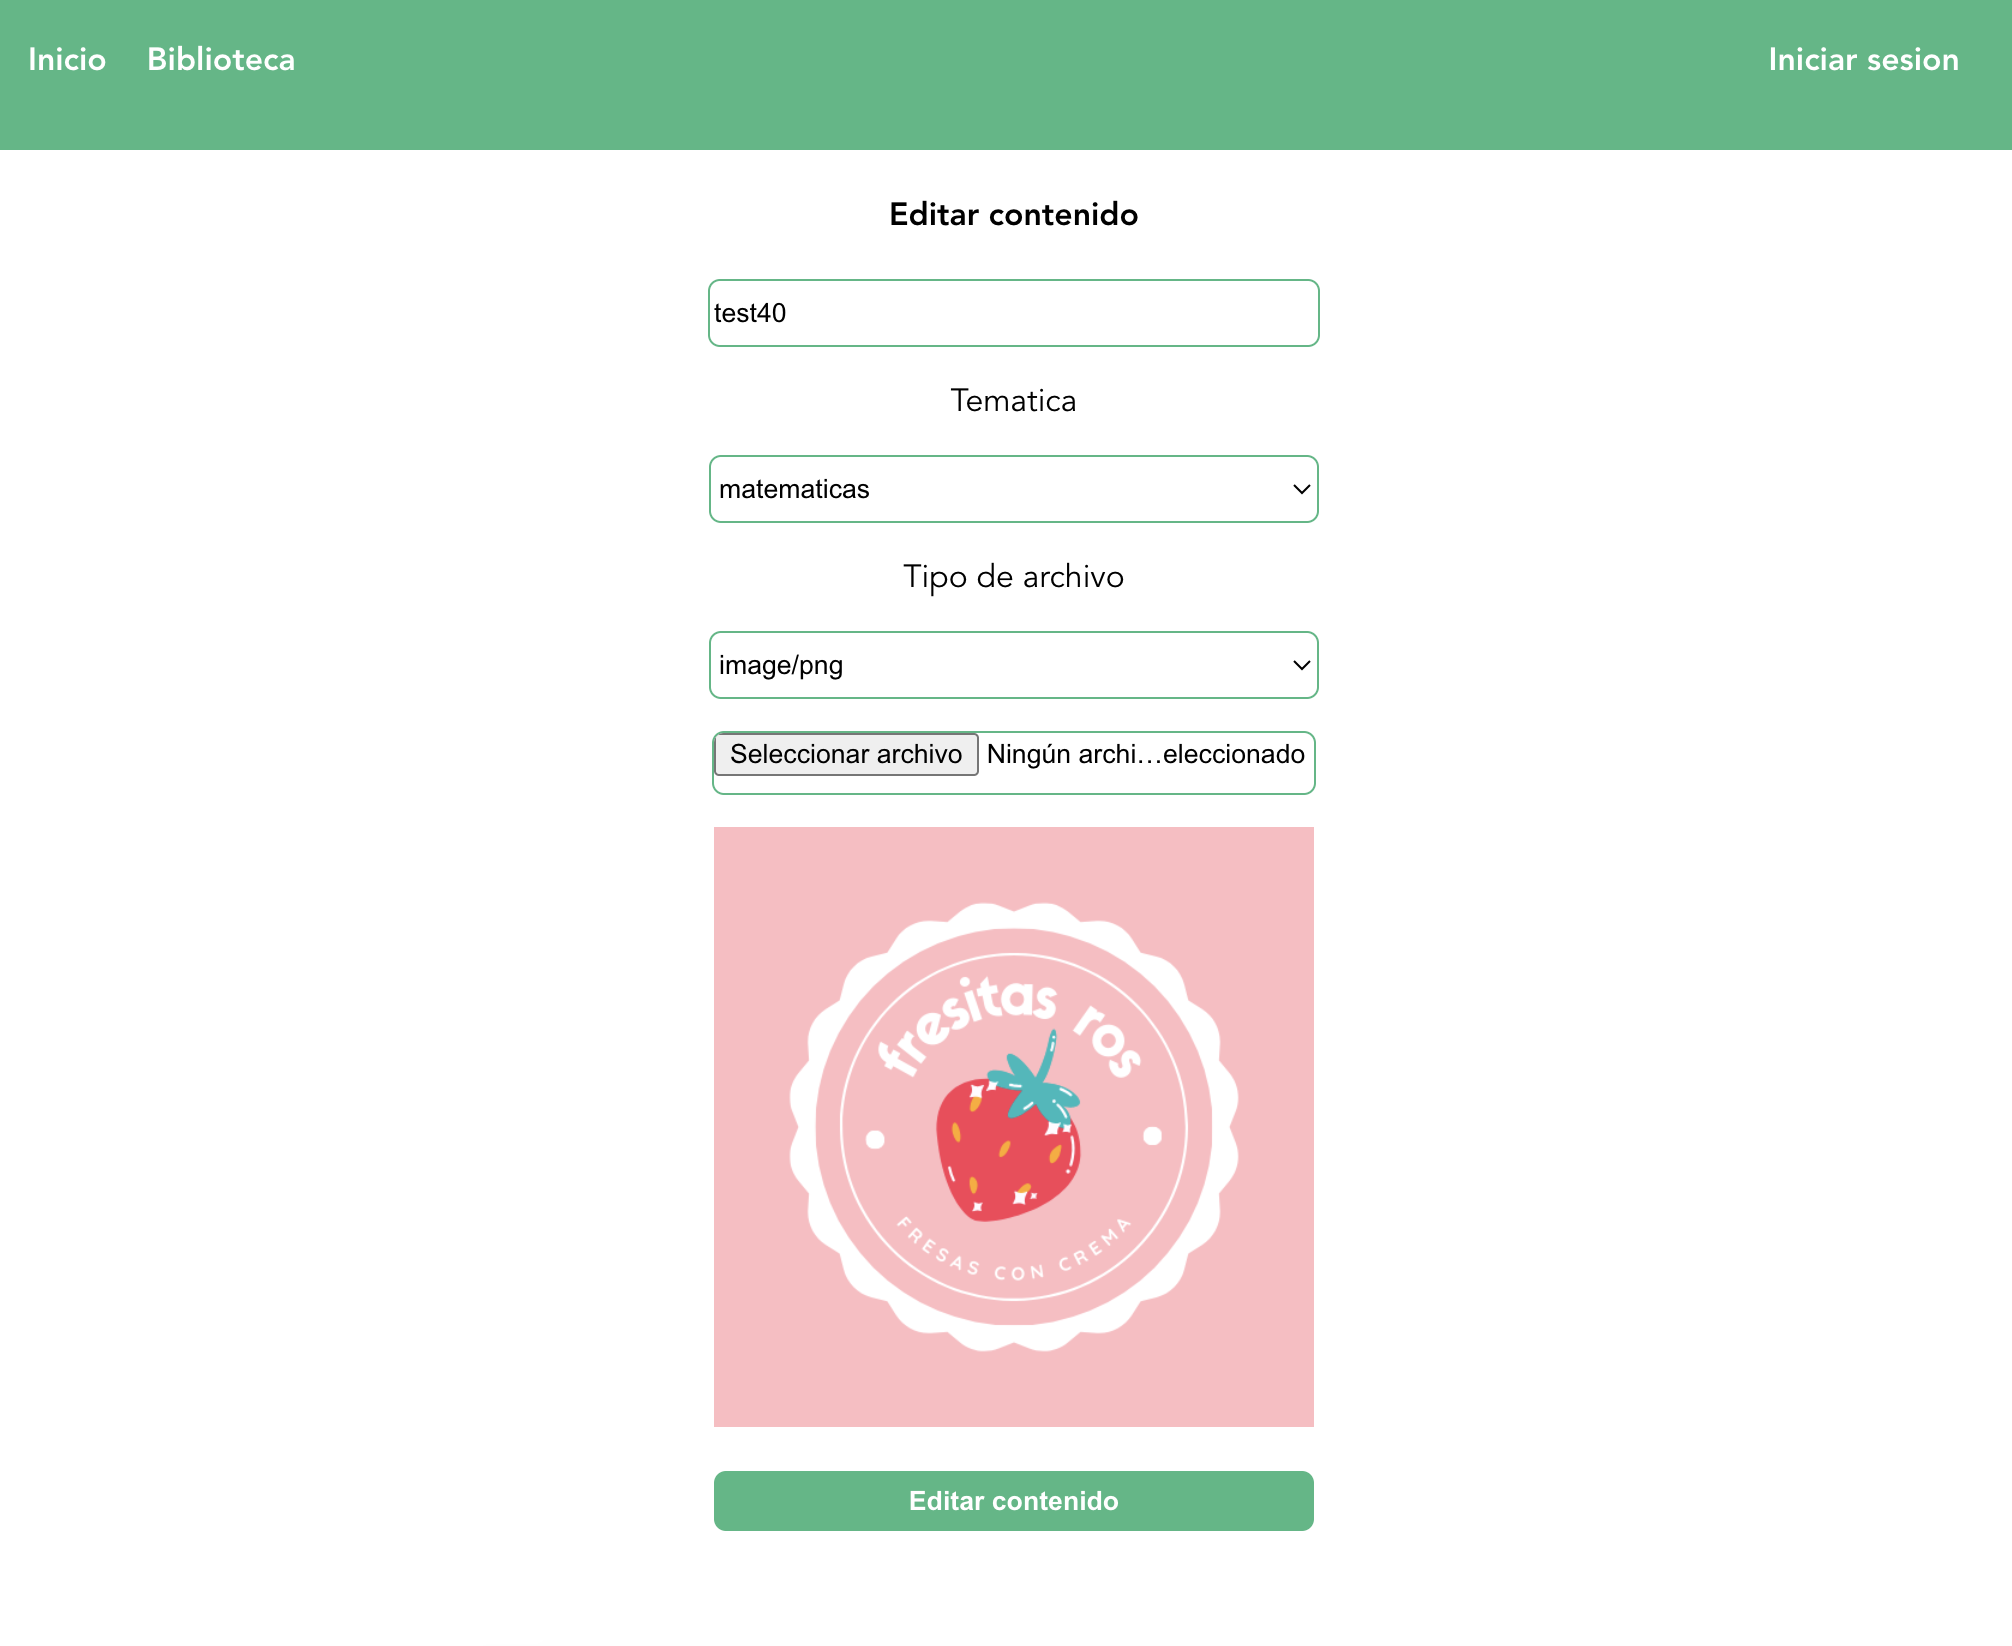 Inicio Biblioteca Iniciar sesion
Editar contenido
test40
Tematica
matematicas
Tipo de archivo
image/png
Seleccionar archivo Ningún archi…eleccionado
fresitas ros
FRESAS CON CREMA
Editar contenido